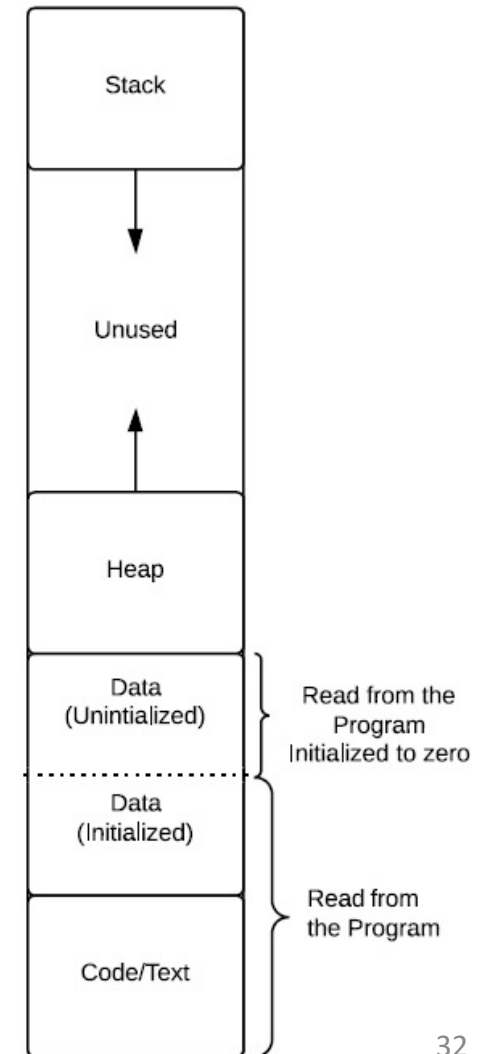 Stack
Unused
Heap
Data
(Unintialized)
Read from the
Program
Initialized to zero
Data
(Initialized)
Read from
the Program
Code/Text
32